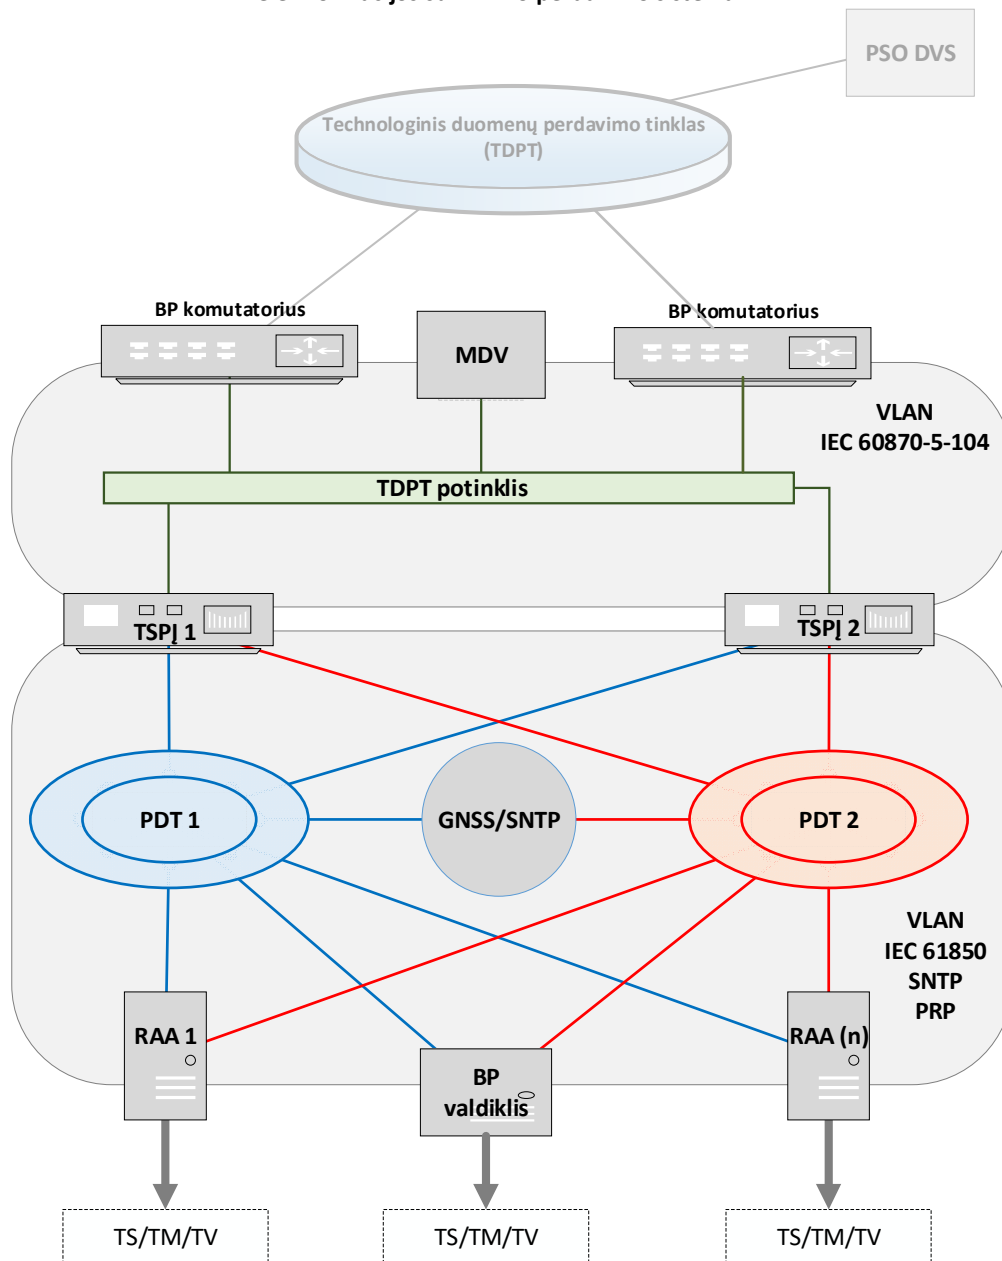 PSO DVS
Technologinis duomenų perdavimo tinklas
(TDPT)
BP komutatorius
MDV
BP komutatorius
VLAN
IEC 60870-5-104
TDPT potinklis
TSPĮ 1
TSPĮ 2
PDT 1
GNSS/SNTP
PDT 2
VLAN
IEC 61850
SNTP
PRP
RAA 1
RAA (n)
BP
valdiklis
TS/TM/TV
TS/TM/TV
TS/TM/TV